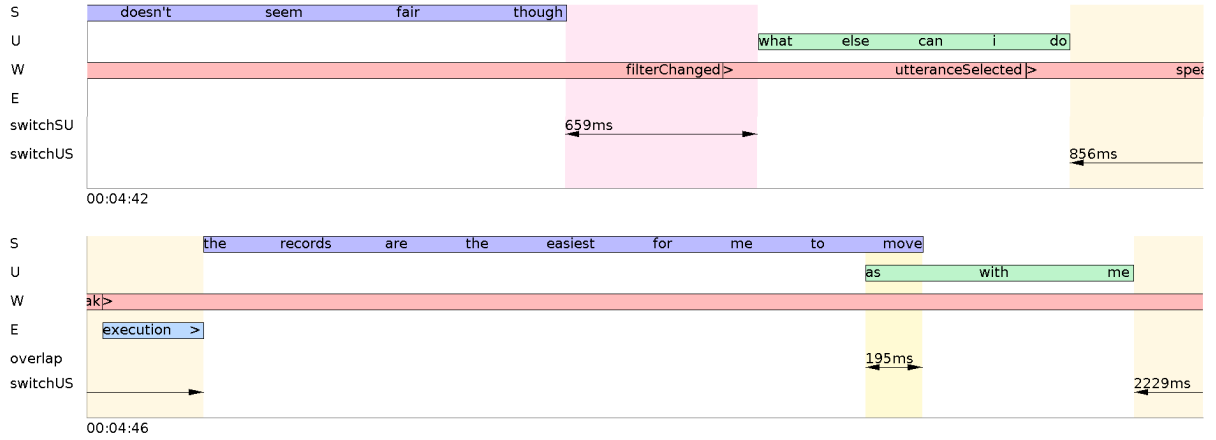 S doesn't seem fair though
U what else can i do
W filterChanged > utteranceSelected > spea
E
switchSU 659ms
switchUS 856ms
00:04:42
S the records are the easiest for me to move
U as with me
W ak >
E execution >
overlap 195ms
switchUS 2229ms
00:04:46